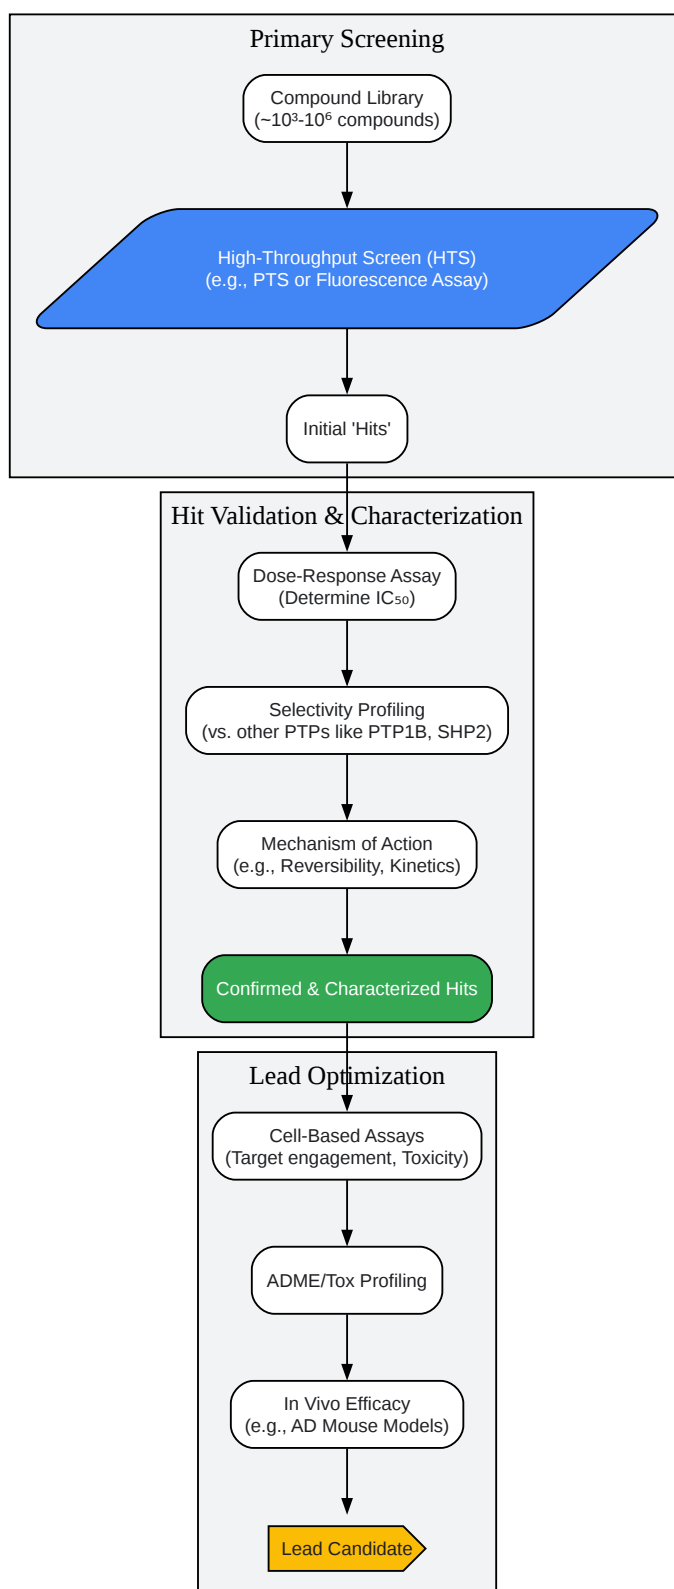 Primary Screening
Compound Library
(~10³-10⁶ compounds)
High-Throughput Screen (HTS)
(e.g., PTS or Fluorescence Assay)
Initial 'Hits'
Hit Validation & Characterization
Dose-Response Assay
(Determine IC₅₀)
Selectivity Profiling
(vs. other PTPs like PTP1B, SHP2)
Mechanism of Action
(e.g., Reversibility, Kinetics)
Confirmed & Characterized Hits
Lead Optimization
Cell-Based Assays
(Target engagement, Toxicity)
ADME/Tox Profiling
In Vivo Efficacy
(e.g., AD Mouse Models)
Lead Candidate